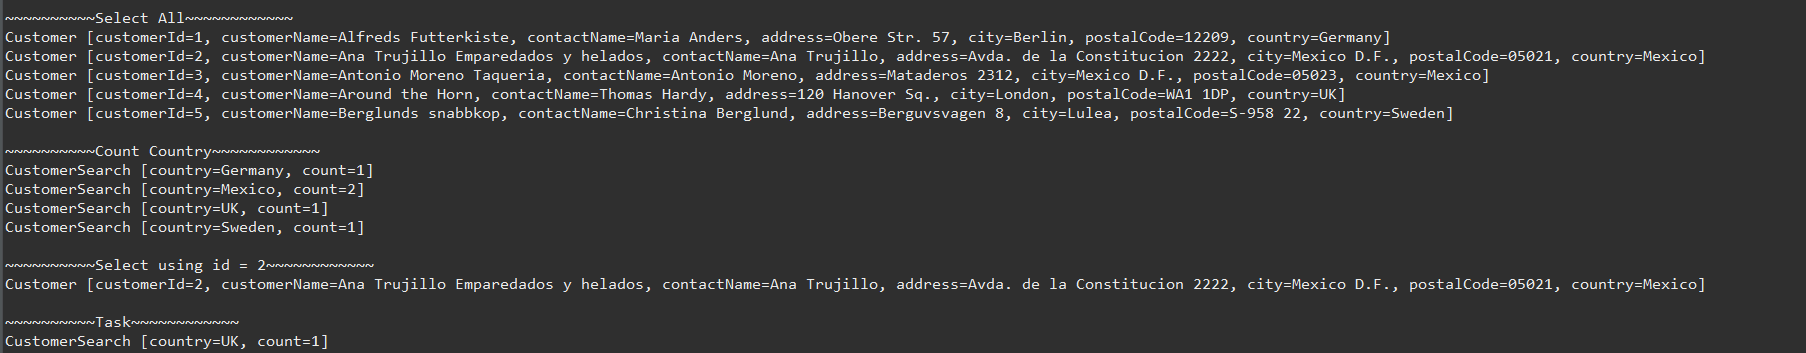 ~~~~~~~~~~Select All~~~~~~~~~~~~
Customer [customerId=1, customerName=Alfreds Futterkiste, contactName=Maria Anders, address=Obere Str. 57, city=Berlin, postalCode=12209, country=Germany]
Customer [customerId=2, customerName=Ana Trujillo Emparedados y helados, contactName=Ana Trujillo, address=Avda. de la Constitucion 2222, city=Mexico D.F., postalCode=05021, country=Mexico]
Customer [customerId=3, customerName=Antonio Moreno Taqueria, contactName=Antonio Moreno, address=Mataderos 2312, city=Mexico D.F., postalCode=05023, country=Mexico]
Customer [customerId=4, customerName=Around the Horn, contactName=Thomas Hardy, address=120 Hanover Sq., city=London, postalCode=WA1 1DP, country=UK]
Customer [customerId=5, customerName=Berglunds snabbkop, contactName=Christina Berglund, address=Berguvsvagen 8, city=Lulea, postalCode=S-958 22, country=Sweden]
~~~~~~~~~~Count Country~~~~~~~~~~~~
CustomerSearch [country=Germany, count=1]
CustomerSearch [country=Mexico, count=2]
CustomerSearch [country=UK, count=1]
CustomerSearch [country=Sweden, count=1]
~~~~~~~~~~Select using id = 2~~~~~~~~~~~~
Customer [customerId=2, customerName=Ana Trujillo Emparedados y helados, contactName=Ana Trujillo, address=Avda. de la Constitucion 2222, city=Mexico D.F., postalCode=05021, country=Mexico]
~~~~~~~~~~Task~~~~~~~~~~~~
CustomerSearch [country=UK, count=1]